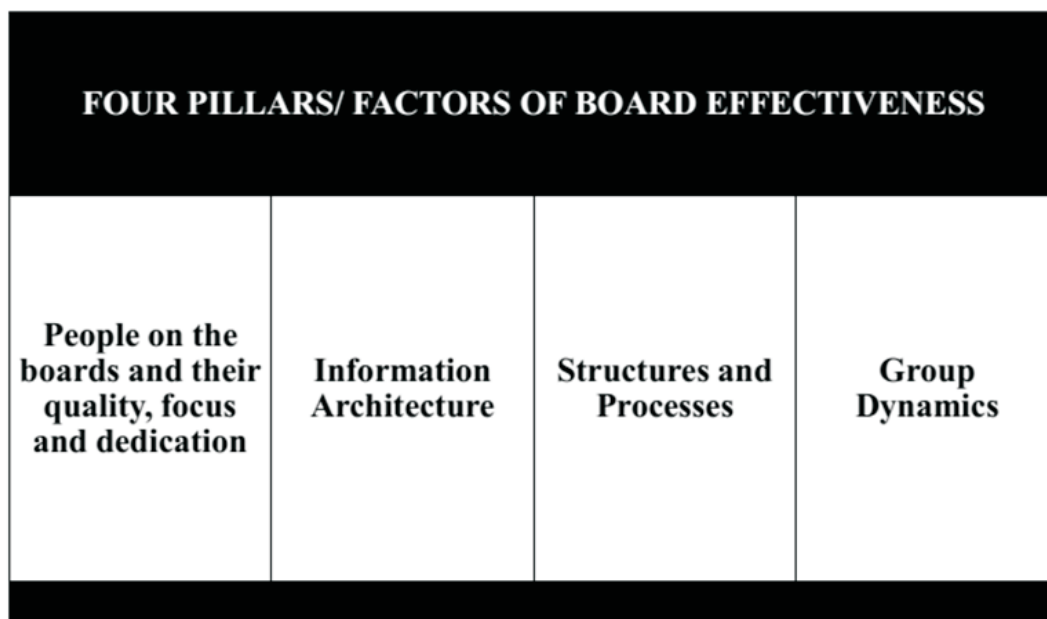 FOUR PILLARS/ FACTORS OF BOARD EFFECTIVENESS
People on the
boards and their
quality, focus
and dedication
Information
Architecture
Structures and
Processes
Group
Dynamics